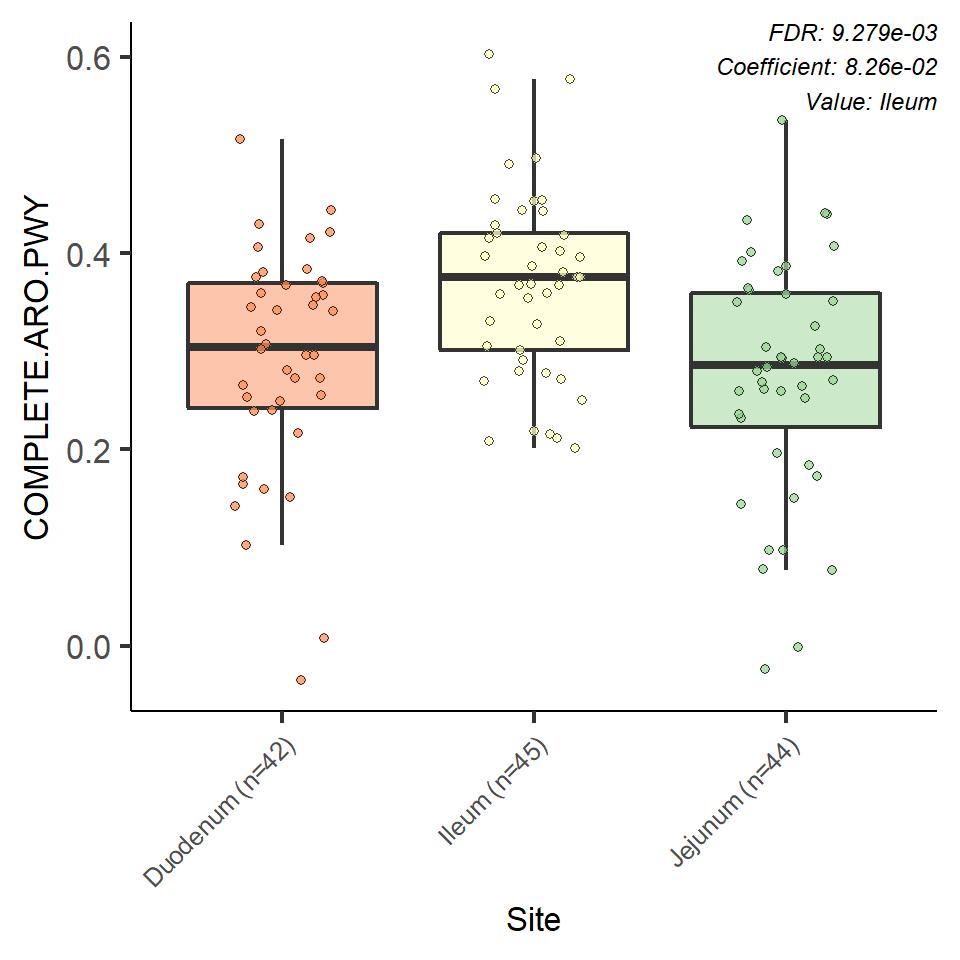 FDR: 9.279e-03
Coefficient: 8.26e-02
Value: Ileum
COMPLETE.ARO.PWY
0.6
0.4
0.2
0.0
Duodenum (n=42)
Ileum (n=45)
Jejunum (n=44)
Site